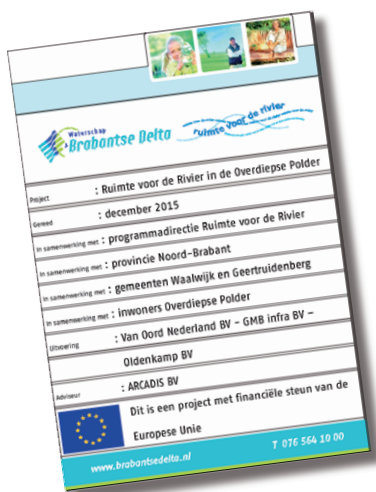 Waterschap
Brabantse Delta
ruimte voor de rivier
Project : Ruimte voor de Rivier in de Overdiepse Polder
Gereed : december 2015
In samenwerking met : programmadirectie Ruimte voor de Rivier
In samenwerking met : provincie Noord-Brabant
In samenwerking met : gemeenten Waalwijk en Geertruidenberg
In samenwerking met : inwoners Overdiepse Polder
Uitvoering : Van Oord Nederland BV - GMB infra BV -
Oldenkamp BV
Adviseur : ARCADIS BV
Dit is een project met financiële steun van de
Europese Unie
www.brabantsedelta.nl T 076 564 10 00